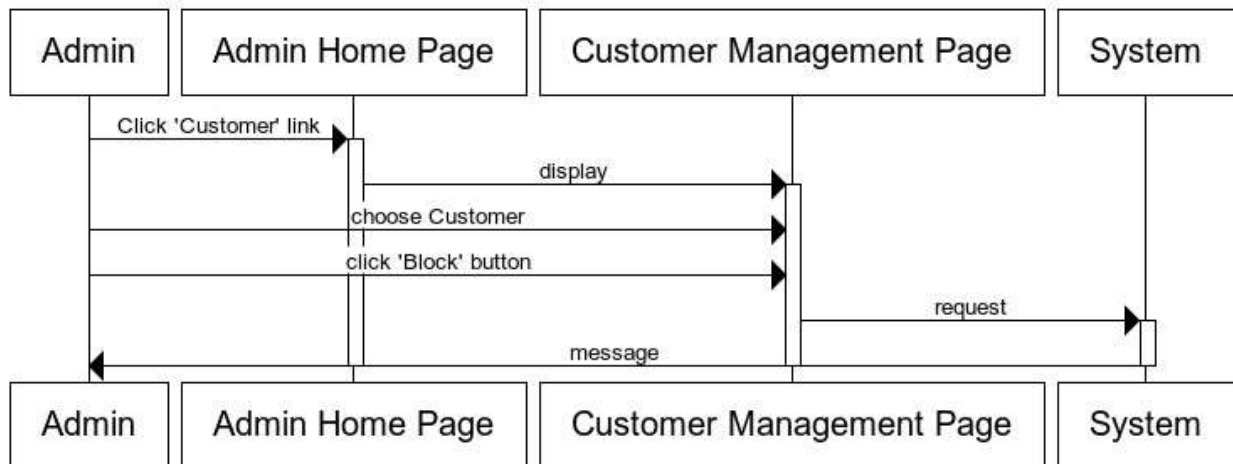 Admin
Admin Home Page
Customer Management Page
System
Click 'Customer' link
display
choose Customer
click 'Block' button
request
message
Admin
Admin Home Page
Customer Management Page
System